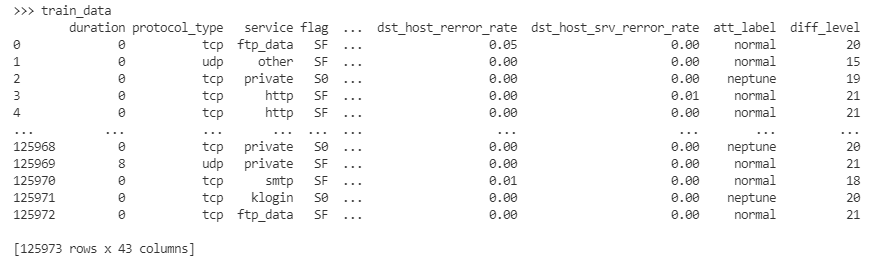 >>> train_data
duration protocol_type service flag ... dst_host_rerror_rate dst_host_srv_rerror_rate att_label diff_level
0 0 tcp ftp_data SF ... 0.05 0.00 normal 20
1 0 udp other SF ... 0.00 0.00 normal 15
2 0 tcp private S0 ... 0.00 0.00 neptune 19
3 0 tcp http SF ... 0.00 0.01 normal 21
4 0 tcp http SF ... 0.00 0.00 normal 21
... ... ... ... ... ... ... ... ... ...
125968 0 tcp private S0 ... 0.00 0.00 neptune 20
125969 8 udp private SF ... 0.00 0.00 normal 21
125970 0 tcp smtp SF ... 0.01 0.00 normal 18
125971 0 tcp klogin S0 ... 0.00 0.00 neptune 20
125972 0 tcp ftp_data SF ... 0.00 0.00 normal 21
[125973 rows x 43 columns]